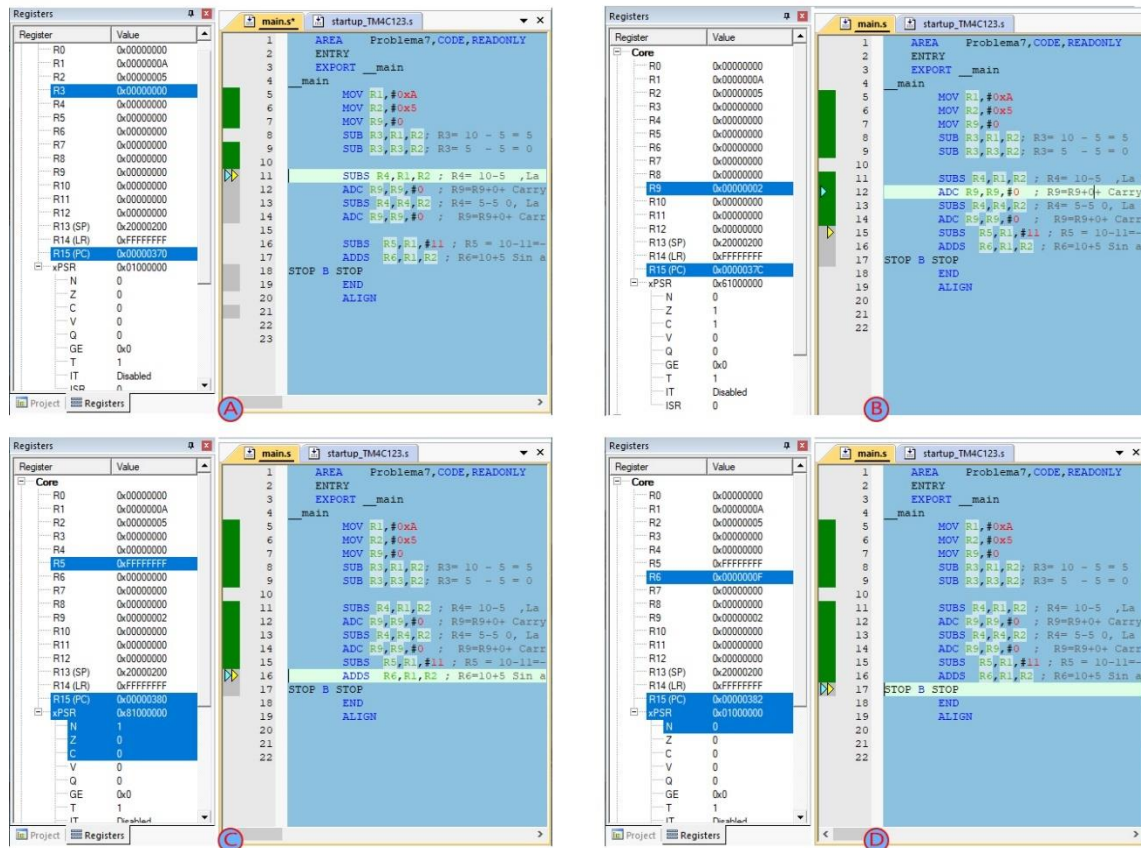 Registers
Register Value
R0 0x00000000
R1 0x0000000A
R2 0x00000005
R3 0x00000000
R4 0x00000000
R5 0x00000000
R6 0x00000000
R7 0x00000000
R8 0x00000000
R9 0x00000000
R10 0x00000000
R11 0x00000000
R12 0x00000000
R13 (SP) 0x20000200
R14 (LR) 0xFFFFFFFF
R15 (PC) 0x00000370
xPSR 0x01000000
N 0
Z 0
C 0
V 0
Q 0
GE 0x0
T 1
IT Disabled
ISR 0
Project Registers
main.s* startup_TM4C123.s
1 AREA Problema7,CODE,READONLY
2 ENTRY
3 EXPORT __main
4 __main
5 MOV R1,#0xA
6 MOV R2,#0x5
7 MOV R9,#0
8 SUB R3,R1,R2; R3= 10 - 5 = 5
9 SUB R3,R3,R2; R3= 5 - 5 = 0
10
11 SUBS R4,R1,R2 ; R4= 10-5 ,La
12 ADC R9,R9,#0 ; R9=R9+0+ Carry
13 SUBS R4,R4,R2 ; R4= 5-5 0, La
14 ADC R9,R9,#0 ; R9=R9+0+ Carr
15
16 SUBS R5,R1,#11 ; R5 = 10-11=-
17 ADDS R6,R1,R2 ; R6=10+5 Sin a
18 STOP B STOP
19 END
20 ALIGN
21
22
23
A
Registers
Register Value
Core
R0 0x00000000
R1 0x0000000A
R2 0x00000005
R3 0x00000000
R4 0x00000000
R5 0x00000000
R6 0x00000000
R7 0x00000000
R8 0x00000000
R9 0x00000002
R10 0x00000000
R11 0x00000000
R12 0x00000000
R13 (SP) 0x20000200
R14 (LR) 0xFFFFFFFF
R15 (PC) 0x0000037C
xPSR 0x61000000
N 0
Z 1
C 1
V 0
Q 0
GE 0x0
T 1
IT Disabled
ISR 0
main.s startup_TM4C123.s
1 AREA Problema7,CODE,READONLY
2 ENTRY
3 EXPORT __main
4 __main
5 MOV R1,#0xA
6 MOV R2,#0x5
7 MOV R9,#0
8 SUB R3,R1,R2; R3= 10 - 5 = 5
9 SUB R3,R3,R2; R3= 5 - 5 = 0
10
11 SUBS R4,R1,R2 ; R4= 10-5 ,La
12 ADC R9,R9,#0 ; R9=R9+0+ Carry
13 SUBS R4,R4,R2 ; R4= 5-5 0, La
14 ADC R9,R9,#0 ; R9=R9+0+ Carr
15 SUBS R5,R1,#11 ; R5 = 10-11=-
16 ADDS R6,R1,R2 ; R6=10+5 Sin a
17 STOP B STOP
18 END
19 ALIGN
20
21
22
B
Registers
Register Value
Core
R0 0x00000000
R1 0x0000000A
R2 0x00000005
R3 0x00000000
R4 0x00000000
R5 0xFFFFFFFF
R6 0x00000000
R7 0x00000000
R8 0x00000000
R9 0x00000002
R10 0x00000000
R11 0x00000000
R12 0x00000000
R13 (SP) 0x20000200
R14 (LR) 0xFFFFFFFF
R15 (PC) 0x00000380
xPSR 0x81000000
N 1
Z 0
C 0
V 0
Q 0
GE 0x0
T 1
IT Disabled
Project Registers
main.s startup_TM4C123.s
1 AREA Problema7,CODE,READONLY
2 ENTRY
3 EXPORT __main
4 __main
5 MOV R1,#0xA
6 MOV R2,#0x5
7 MOV R9,#0
8 SUB R3,R1,R2; R3= 10 - 5 = 5
9 SUB R3,R3,R2; R3= 5 - 5 = 0
10
11 SUBS R4,R1,R2 ; R4= 10-5 ,La
12 ADC R9,R9,#0 ; R9=R9+0+ Carry
13 SUBS R4,R4,R2 ; R4= 5-5 0, La
14 ADC R9,R9,#0 ; R9=R9+0+ Carr
15 SUBS R5,R1,#11 ; R5 = 10-11=-
16 ADDS R6,R1,R2 ; R6=10+5 Sin a
17 STOP B STOP
18 END
19 ALIGN
20
21
22
C
Registers
Register Value
Core
R0 0x00000000
R1 0x0000000A
R2 0x00000005
R3 0x00000000
R4 0x00000000
R5 0xFFFFFFFF
R6 0x0000000F
R7 0x00000000
R8 0x00000000
R9 0x00000002
R10 0x00000000
R11 0x00000000
R12 0x00000000
R13 (SP) 0x20000200
R14 (LR) 0xFFFFFFFF
R15 (PC) 0x00000382
xPSR 0x01000000
N 0
Z 0
C 0
V 0
Q 0
GE 0x0
T 1
IT Disabled
Project Registers
main.s startup_TM4C123.s
1 AREA Problema7,CODE,READONLY
2 ENTRY
3 EXPORT __main
4 __main
5 MOV R1,#0xA
6 MOV R2,#0x5
7 MOV R9,#0
8 SUB R3,R1,R2; R3= 10 - 5 = 5
9 SUB R3,R3,R2; R3= 5 - 5 = 0
10
11 SUBS R4,R1,R2 ; R4= 10-5 ,La
12 ADC R9,R9,#0 ; R9=R9+0+ Carry
13 SUBS R4,R4,R2 ; R4= 5-5 0, La
14 ADC R9,R9,#0 ; R9=R9+0+ Carr
15 SUBS R5,R1,#11 ; R5 = 10-11=-
16 ADDS R6,R1,R2 ; R6=10+5 Sin a
17 STOP B STOP
18 END
19 ALIGN
20
21
22
D